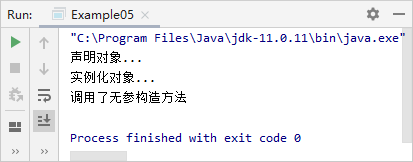 Run: Example05
"C:\Program Files\Java\jdk-11.0.11\bin\java.exe"
声明对象...
实例化对象...
调用了无参构造方法
Process finished with exit code 0